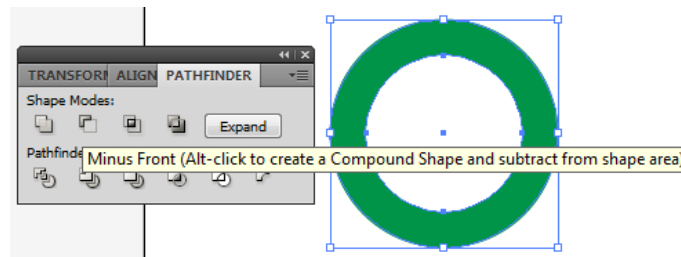 TRANSFORM ALIGN PATHFINDER
Shape Modes:
Expand
Pathfinde
Minus Front (Alt-click to create a Compound Shape and subtract from shape area)